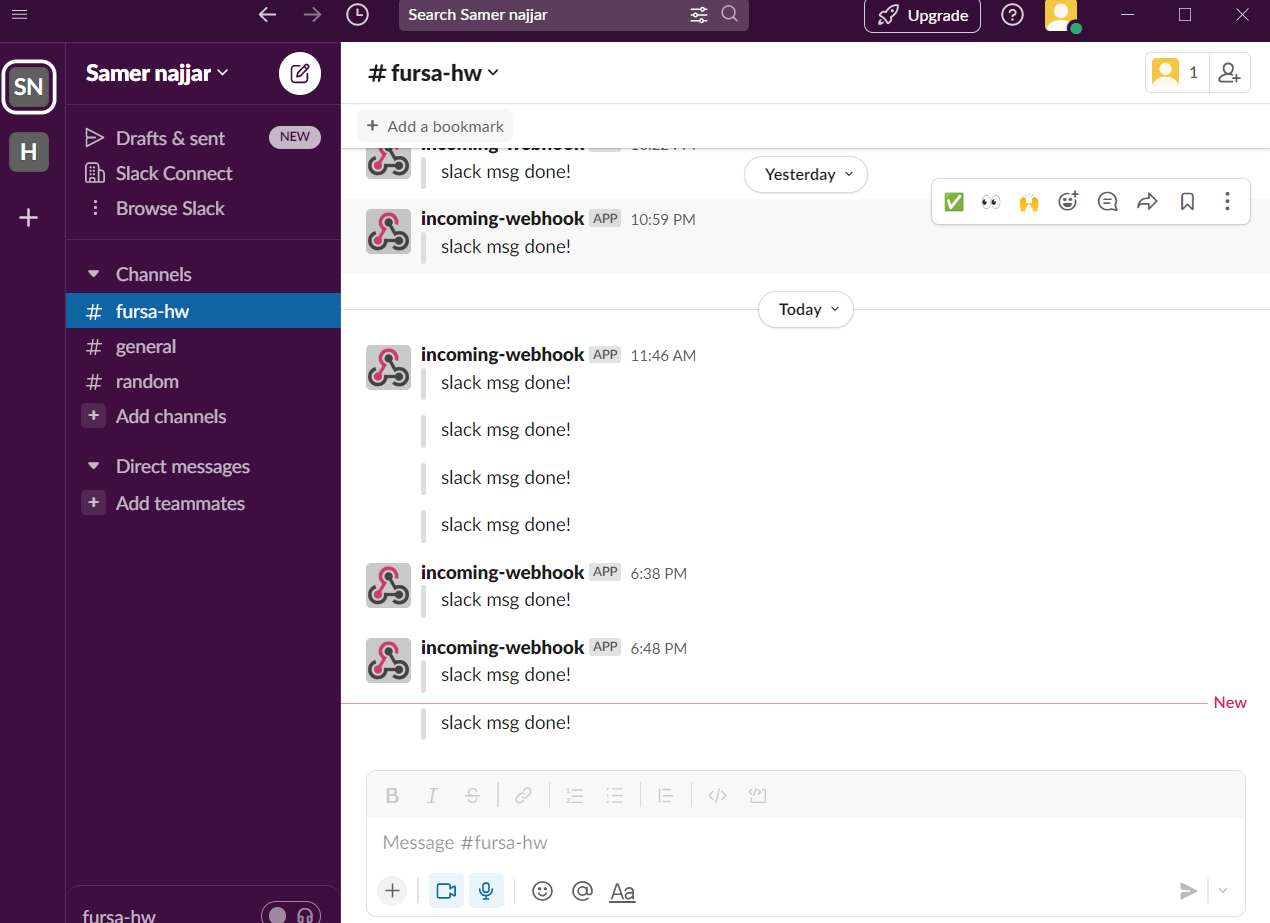 Search Samer najjar
Upgrade
SN
H
Samer najjar
Drafts & sent
NEW
Slack Connect
Browse Slack
Channels
# fursa-hw
# general
# random
+ Add channels
Direct messages
+ Add teammates
fursa-hw
# fursa-hw
1
+ Add a bookmark
incoming-webhook
slack msg done!
Yesterday
incoming-webhook APP 10:59 PM
slack msg done!
Today
incoming-webhook APP 11:46 AM
slack msg done!
slack msg done!
slack msg done!
slack msg done!
incoming-webhook APP 6:38 PM
slack msg done!
incoming-webhook APP 6:48 PM
slack msg done!
New
slack msg done!
B I S
Message #fursa-hw
Aa